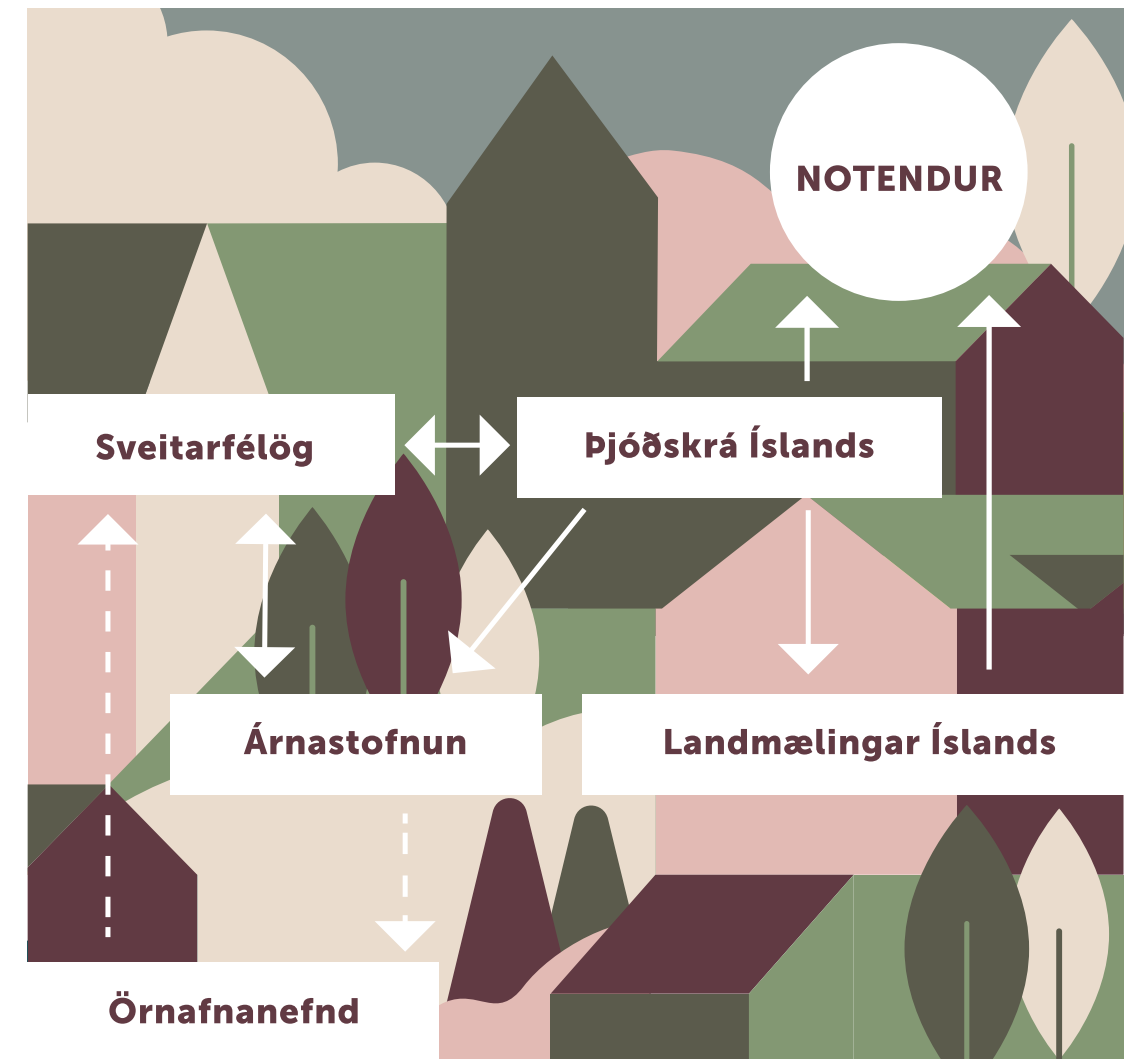 NOTENDUR
Sveitarfélög
Þjóðskrá Íslands
Árnastofnun
Landmælingar Íslands
Örnafnanefnd